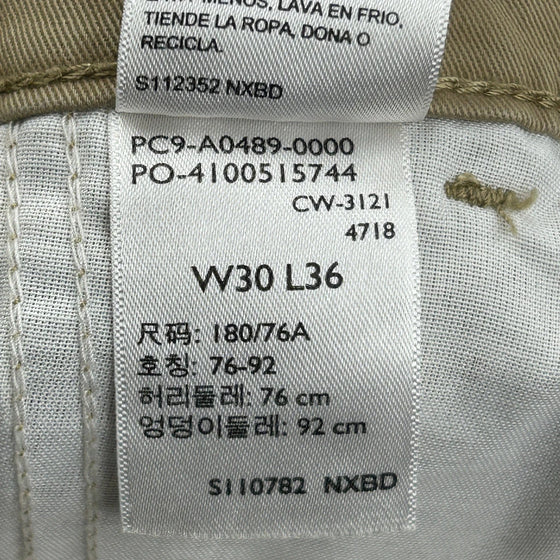 MENOS, LAVA EN FRIO,
TIENDE LA ROPA, DONA O
RECICLA.
S112352 NXBD
PC9-A0489-0000
PO-4100515744
CW-3121
4718
W30 L36
尺码: 180/76A
호칭: 76-92
허리둘레: 76 cm
엉덩이둘레: 92 cm
S110782 NXBD